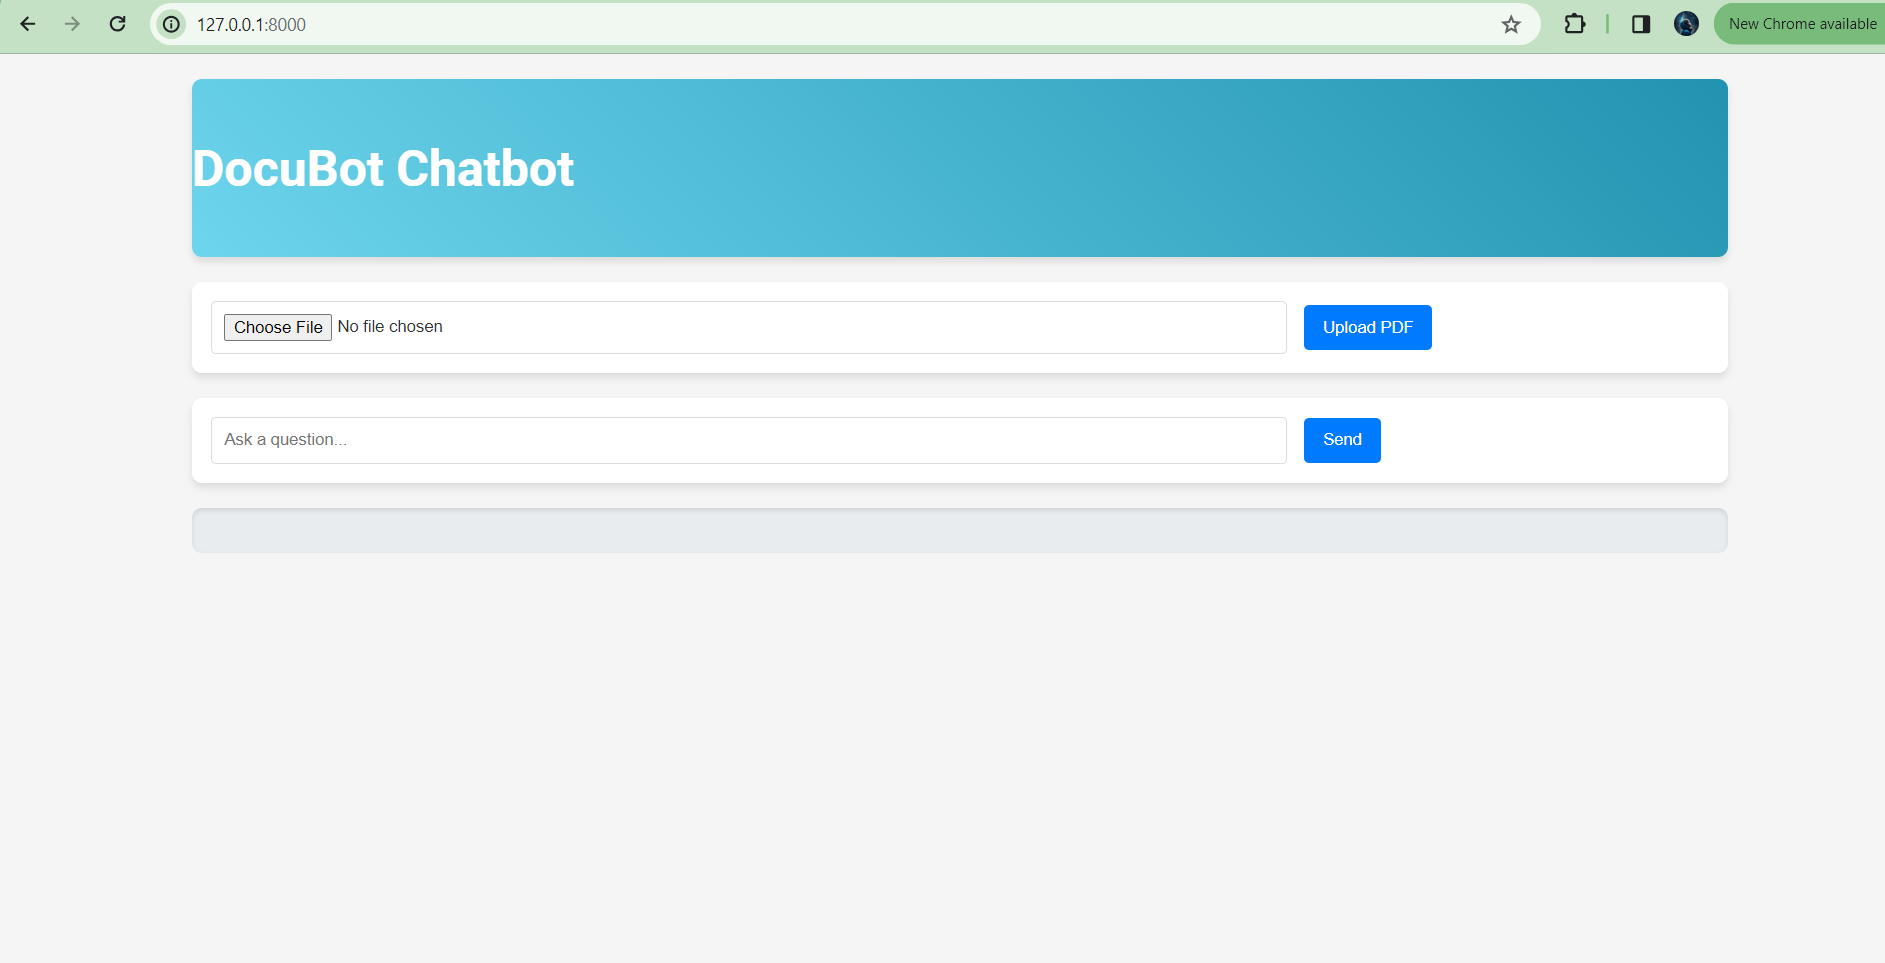 127.0.0.1:8000
New Chrome available
DocuBot Chatbot
Choose File No file chosen
Upload PDF
Ask a question...
Send